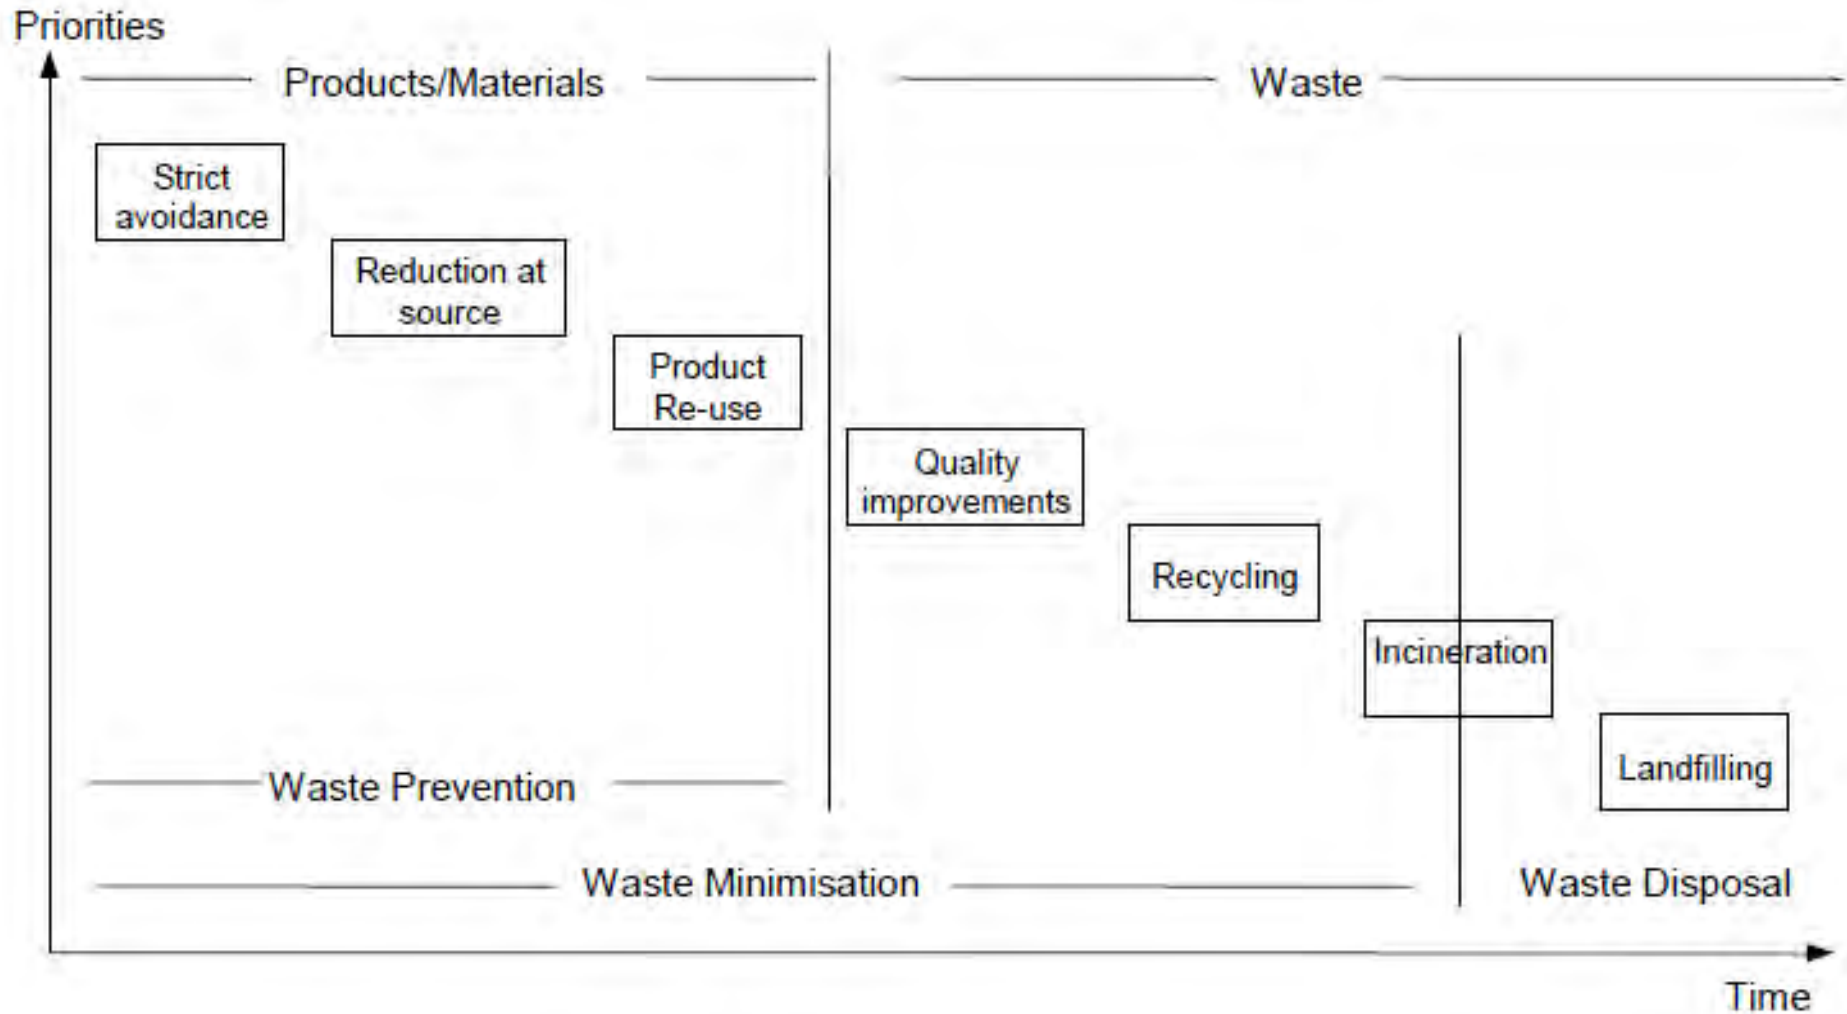 Priorities
Products/Materials
Waste
Strict
avoidance
Reduction at
source
Product
Re-use
Quality
improvements
Recycling
Incineration
Landfilling
Waste Prevention
Waste Minimisation
Waste Disposal
Time